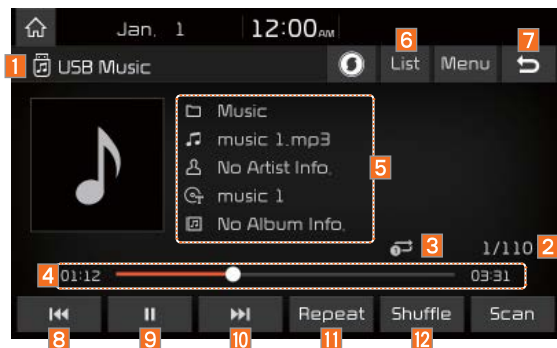 Jan. 1 12:00 AM
6 7
1 USB Music List Menu
Music
music 1.mp3
No Artist Info. 5
music 1
No Album Info.
3 1/110 2
4 01:12 03:31
Repeat Shuffle Scan
8 9 10 11 12